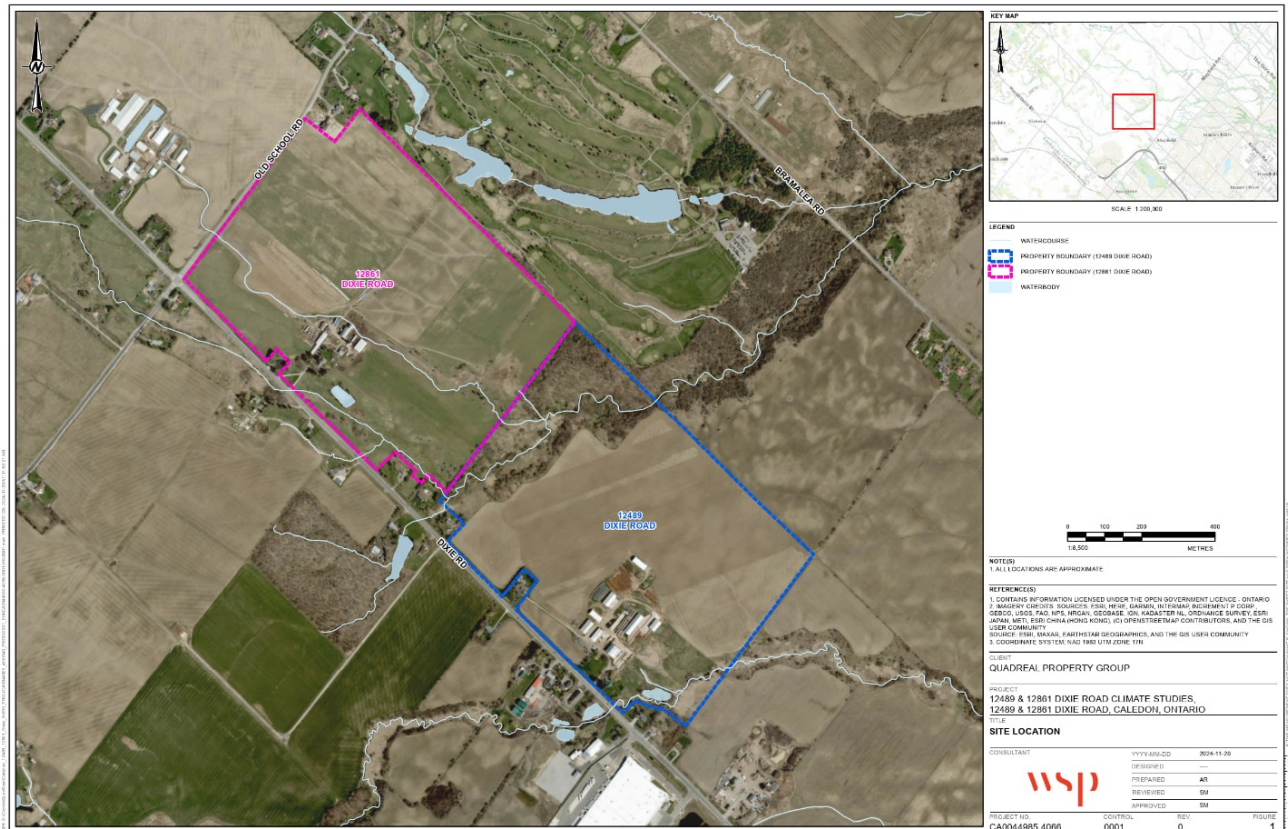 OLD SCHOOL RD
BRAMALEA RD
12861
DIXIE ROAD
12489
DIXIE ROAD
DIXIE RD
N
KEY MAP
SCALE 1:200,000
LEGEND
WATERCOURSE
PROPERTY BOUNDARY (12489 DIXIE ROAD)
PROPERTY BOUNDARY (12861 DIXIE ROAD)
WATERBODY
0 100 200 400
1:8,500 METRES
NOTE(S)
1. ALL LOCATIONS ARE APPROXIMATE
REFERENCE(S)
1. CONTAINS INFORMATION LICENSED UNDER THE OPEN GOVERNMENT LICENCE - ONTARIO
2. IMAGERY CREDITS: SOURCES: ESRI, HERE, GARMIN, INTERMAP, INCREMENT P CORP.,
GEBCO, USGS, FAO, NPS, NRCAN, GEOBASE, IGN, KADASTER NL, ORDNANCE SURVEY, ESRI
JAPAN, METI, ESRI CHINA (HONG KONG), (C) OPENSTREETMAP CONTRIBUTORS, AND THE GIS
USER COMMUNITY
SOURCE: ESRI, MAXAR, EARTHSTAR GEOGRAPHICS, AND THE GIS USER COMMUNITY
3. COORDINATE SYSTEM: NAD 1983 UTM ZONE 17N
CLIENT
QUADREAL PROPERTY GROUP
PROJECT
12489 & 12861 DIXIE ROAD CLIMATE STUDIES,
12489 & 12861 DIXIE ROAD, CALEDON, ONTARIO
TITLE
SITE LOCATION
CONSULTANT
wsp
YYYY-MM-DD 2024-11-20
DESIGNED ----
PREPARED AR
REVIEWED SM
APPROVED SM
PROJECT NO. CONTROL REV. FIGURE
CA0044985.4066 0001 0 1